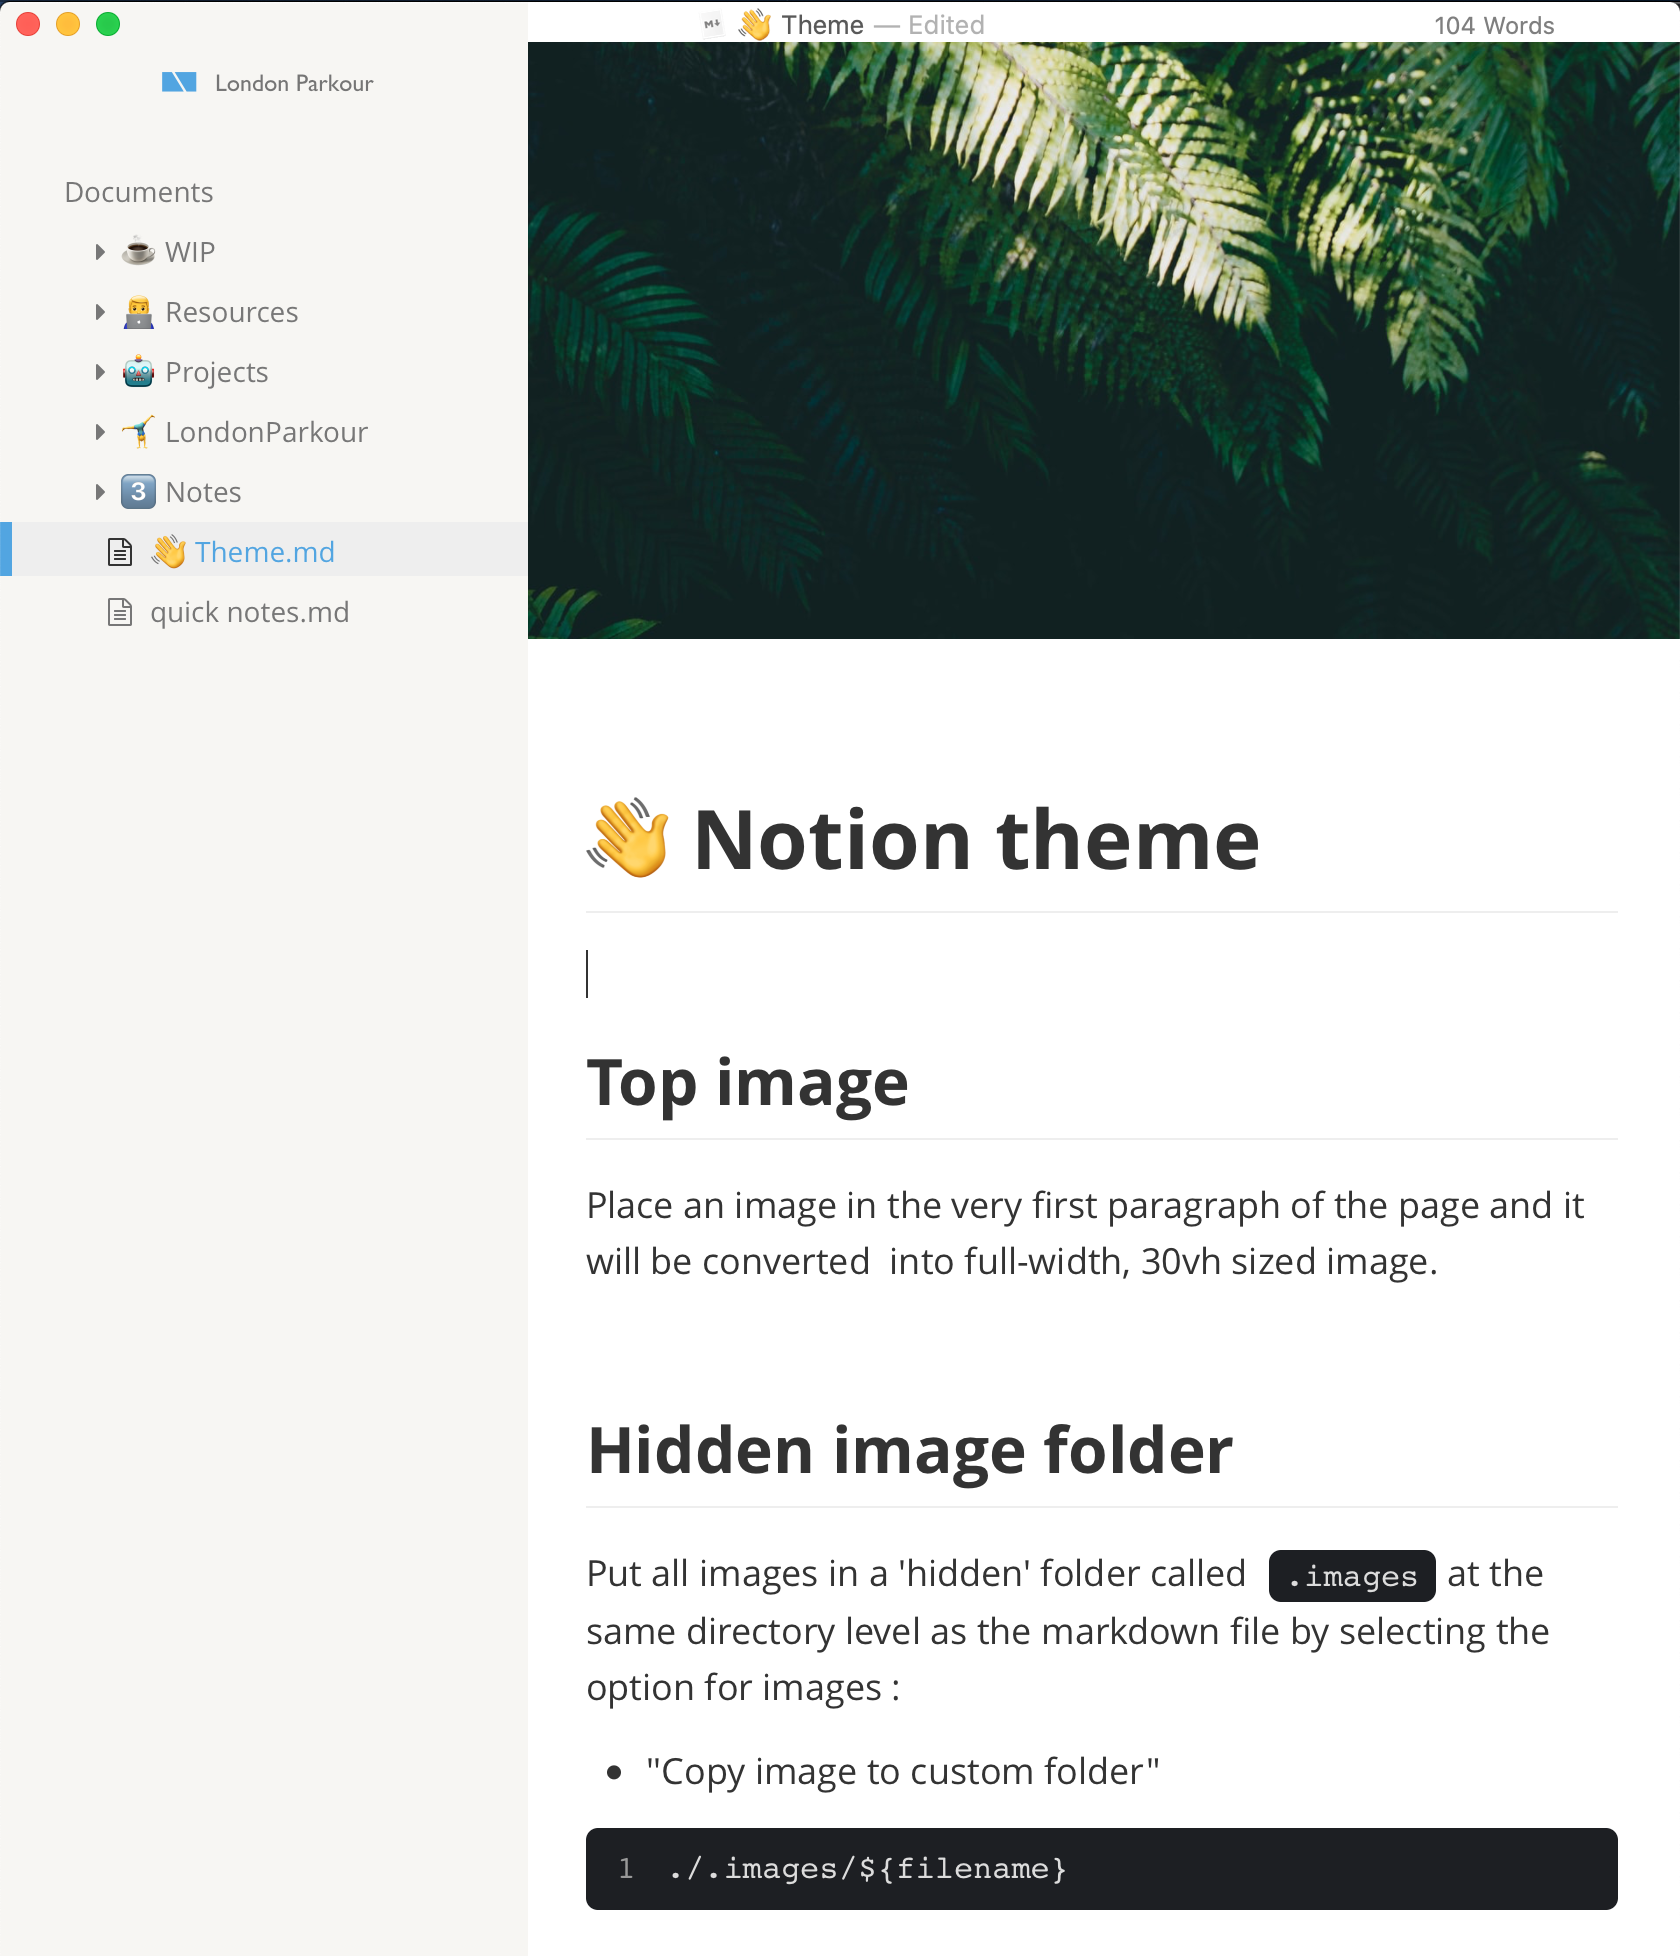 👋 Theme — Edited
104 Words
London Parkour
Documents
☕ WIP
👨‍💻 Resources
🤖 Projects
🤸‍♂️ LondonParkour
3️⃣ Notes
👋 Theme.md
quick notes.md
👋 Notion theme
Top image
Place an image in the very first paragraph of the page and it
will be converted  into full-width, 30vh sized image.
Hidden image folder
Put all images in a 'hidden' folder called .images at the
same directory level as the markdown file by selecting the
option for images :
• "Copy image to custom folder"
1 ./.images/${filename}